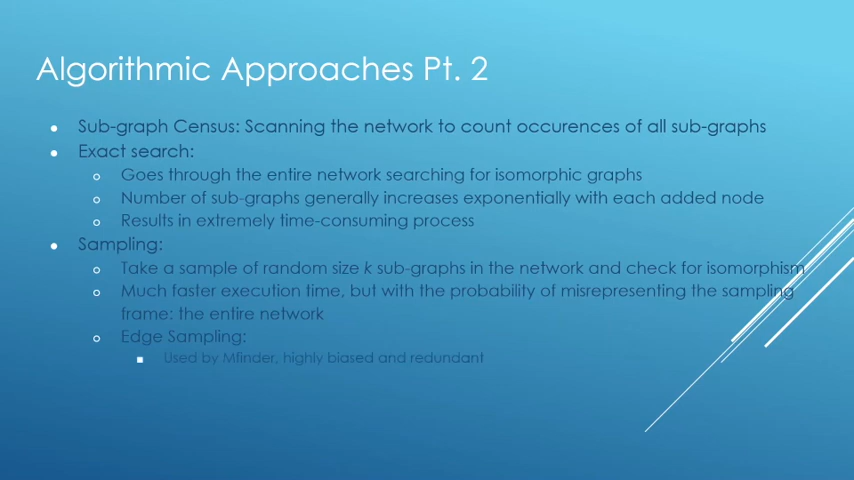 Algorithmic Approaches Pt. 2
Sub-graph Census: Scanning the network to count occurences of all sub-graphs
Exact search:
Goes through the entire network searching for isomorphic graphs
Number of sub-graphs generally increases exponentially with each added node
Results in extremely time-consuming process
Sampling:
Take a sample of random size k sub-graphs in the network and check for isomorphism
Much faster execution time, but with the probability of misrepresenting the sampling
frame: the entire network
Edge Sampling:
Used by Mfinder, highly biased and redundant